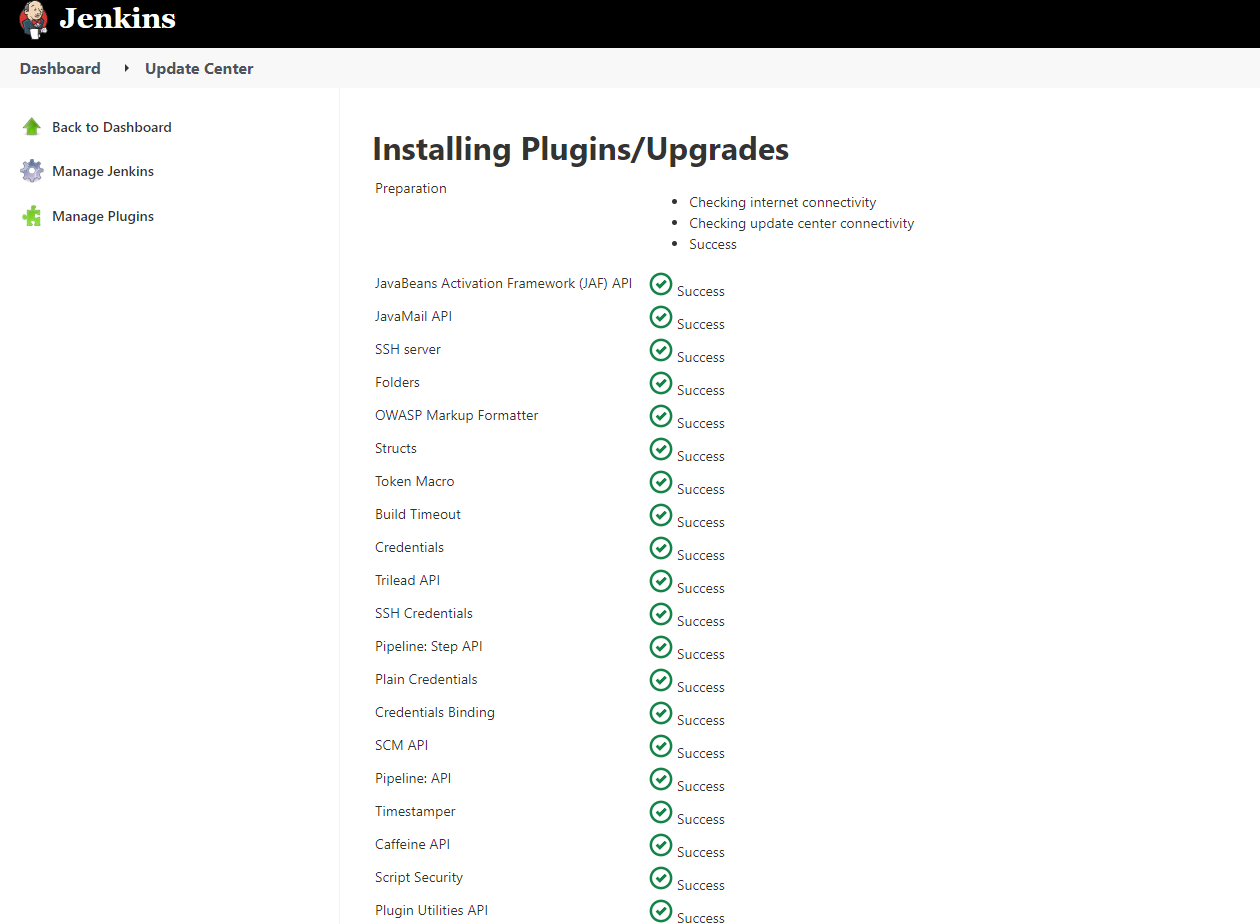 Jenkins
Dashboard
Update Center
Back to Dashboard
Manage Jenkins
Manage Plugins
Installing Plugins/Upgrades
Preparation
Checking internet connectivity
Checking update center connectivity
Success
JavaBeans Activation Framework (JAF) API Success
JavaMail API Success
SSH server Success
Folders Success
OWASP Markup Formatter Success
Structs Success
Token Macro Success
Build Timeout Success
Credentials Success
Trilead API Success
SSH Credentials Success
Pipeline: Step API Success
Plain Credentials Success
Credentials Binding Success
SCM API Success
Pipeline: API Success
Timestamper Success
Caffeine API Success
Script Security Success
Plugin Utilities API Success